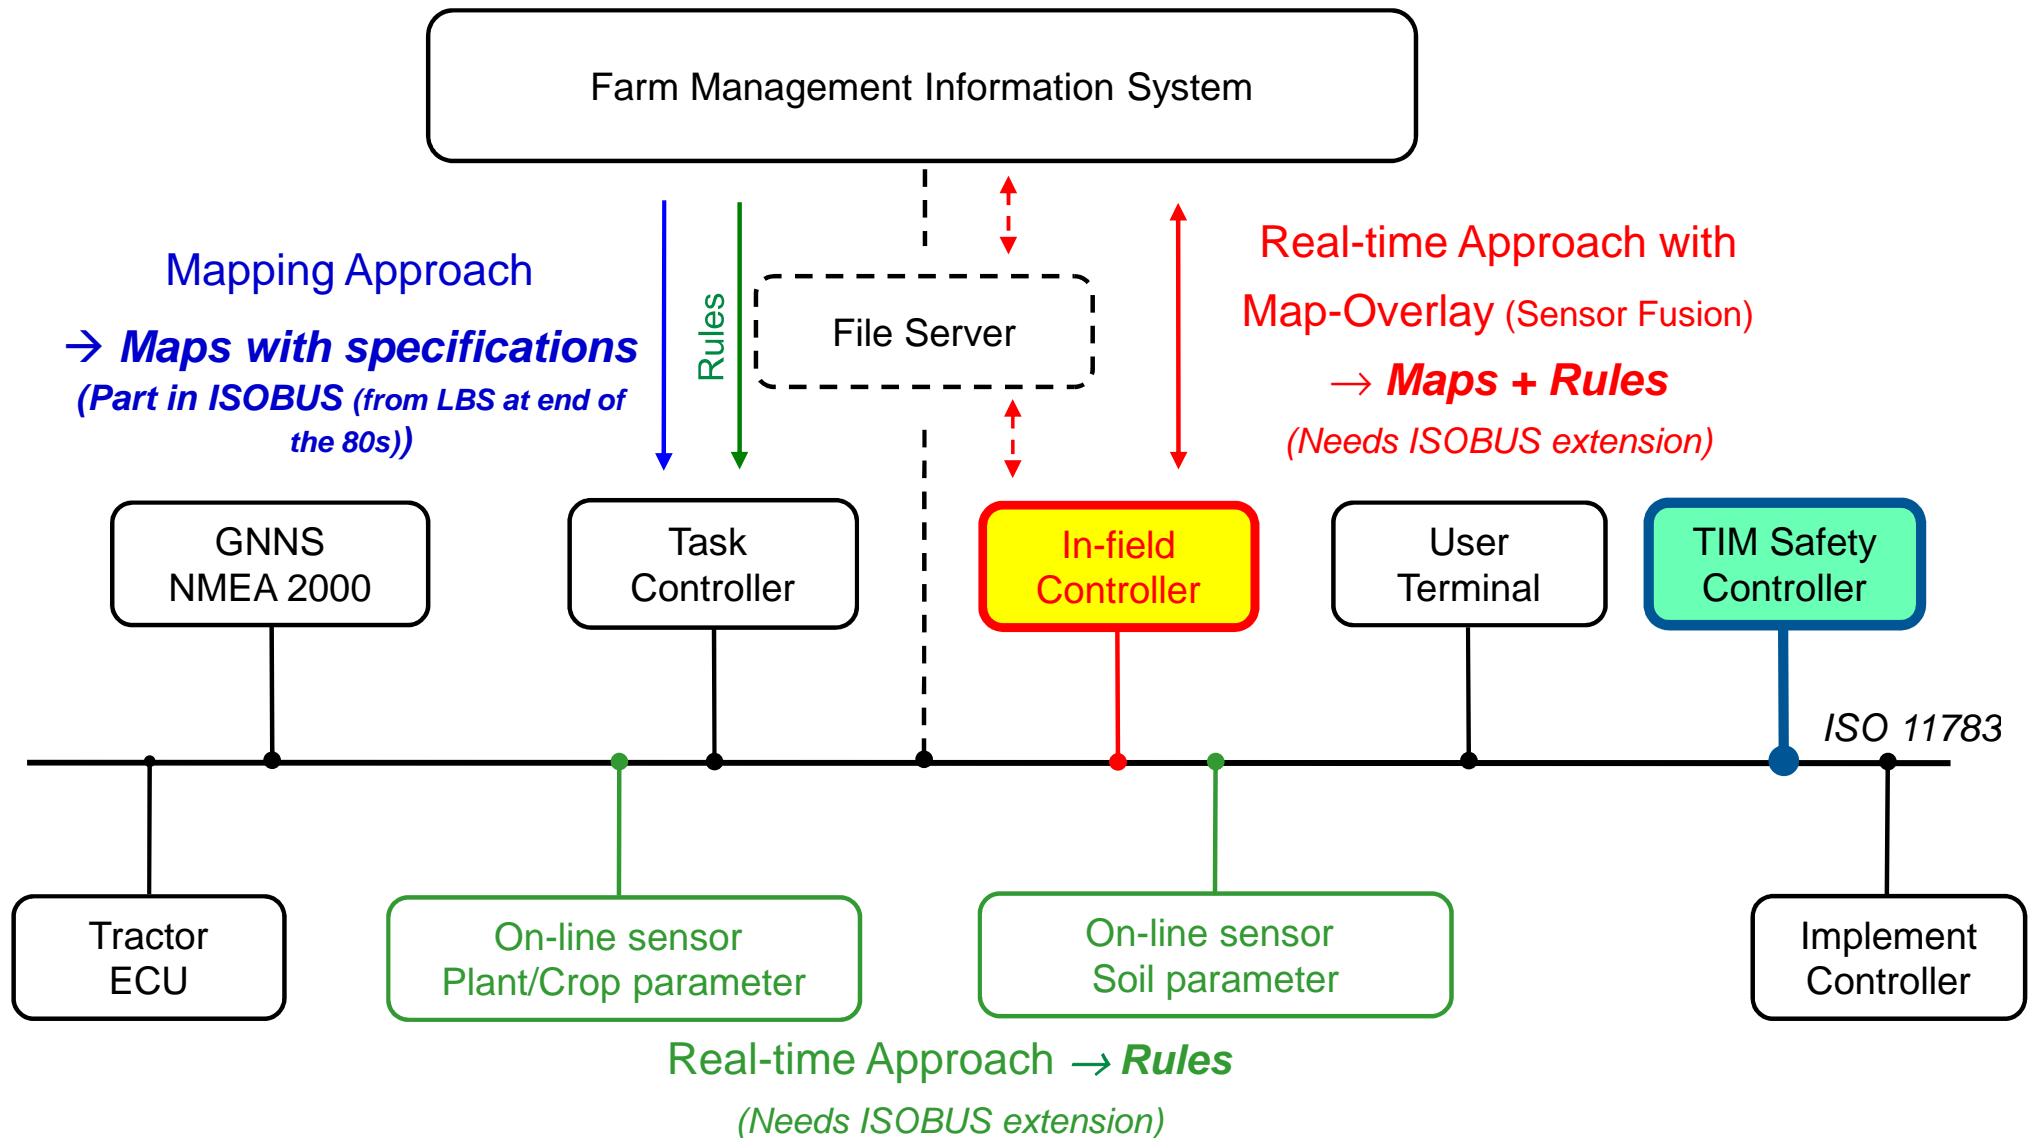 Farm Management Information System
Mapping Approach
→ Maps with specifications
(Part in ISOBUS (from LBS at end of
the 80s))
Rules
File Server
Real-time Approach with
Map-Overlay (Sensor Fusion)
→ Maps + Rules
(Needs ISOBUS extension)
GNNS
NMEA 2000
Task
Controller
In-field
Controller
User
Terminal
TIM Safety
Controller
ISO 11783
Tractor
ECU
On-line sensor
Plant/Crop parameter
On-line sensor
Soil parameter
Implement
Controller
Real-time Approach → Rules
(Needs ISOBUS extension)